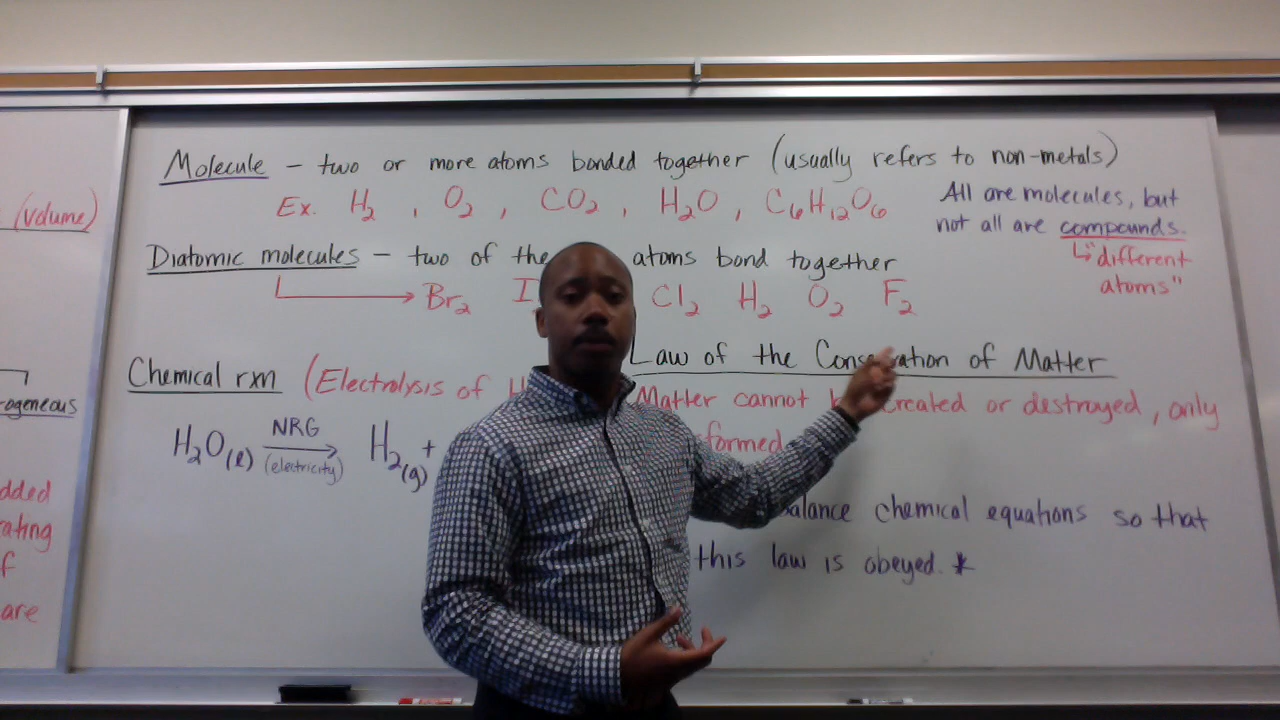 (volume)
ogeneous
dded
rating
f
are
Molecule – two or more atoms bonded together (usually refers to non-metals)
Ex. H₂ , O₂ , CO₂ , H₂O , C₆H₁₂O₆
All are molecules, but
not all are compounds.
"different
atoms"
Diatomic molecules – two of the atoms bond together
Br₂ I Cl₂ H₂ O₂ F₂
Chemical rxn (Electrolysis of H
H₂O(l) NRG (electricity) → H₂(g) +
Law of the Conservation of Matter
Matter cannot b created or destroyed, only
formed
alance chemical equations so that
this law is obeyed. *